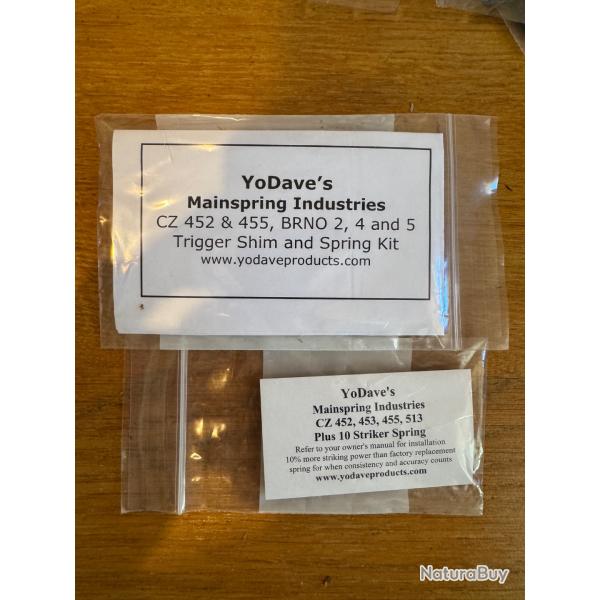 YoDave's
Mainspring Industries
CZ 452 & 455, BRNO 2, 4 and 5
Trigger Shim and Spring Kit
www.yodaveproducts.com
YoDave's
Mainspring Industries
CZ 452, 453, 455, 513
Plus 10 Striker Spring
Refer to your owner's manual for installation
10% more striking power than factory replacement
spring for when consistency and accuracy counts
www.yodaveproducts.com
NaturaBuy